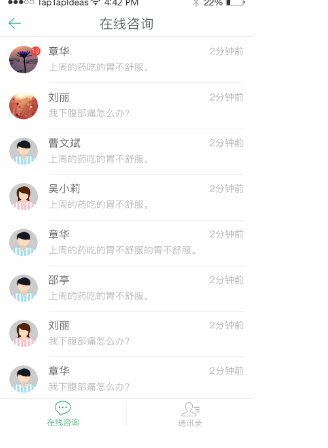 TapTapIdeas 4:42 PM 22%
在线咨询
10
章华 2分钟前
上周的药吃的胃不舒服。
刘丽 2分钟前
我下腹部痛怎么办?
曹文斌 2分钟前
上周的药吃的胃不舒服。
吴小莉 2分钟前
上周的药吃的胃不舒服。
章华 2分钟前
上周的药吃的胃不舒服的胃不舒服。
邵亭 2分钟前
上周的药吃的胃不舒服。
刘丽 2分钟前
我下腹部痛怎么办?
章华 2分钟前
我下腹部痛怎么办?
在线咨询 通讯录